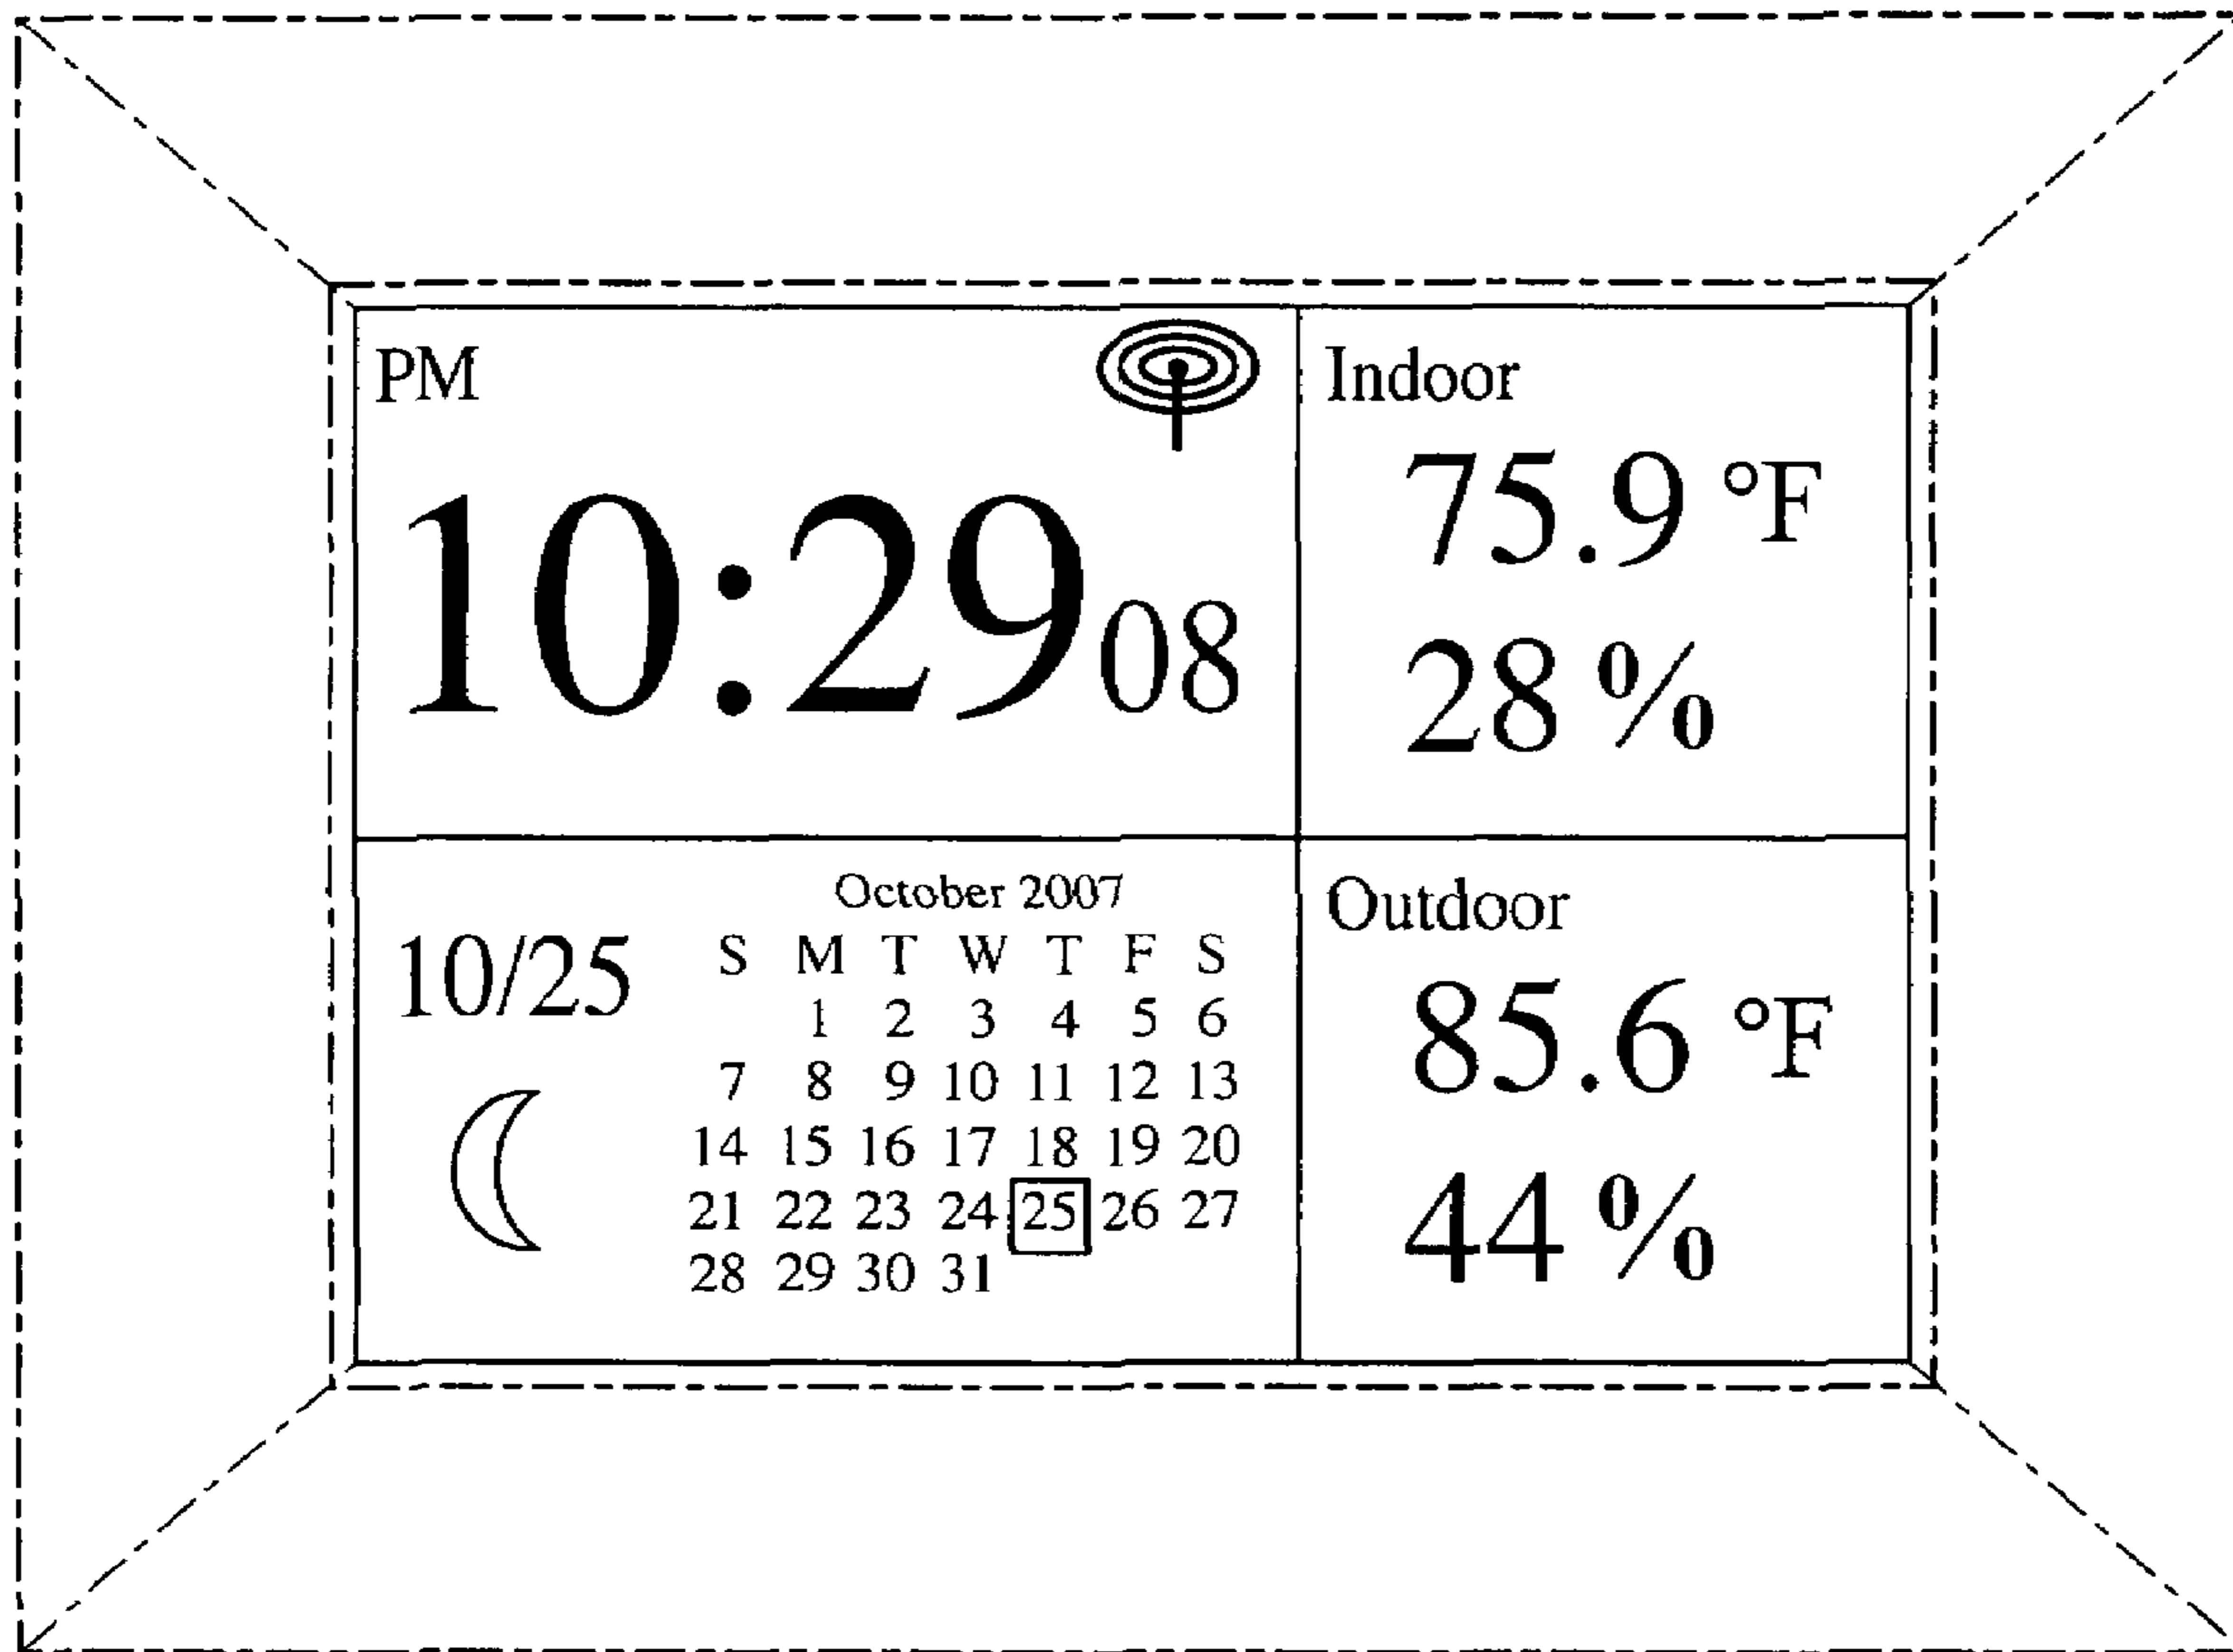 PM
10:29 08
Indoor
75.9 °F
28 %
10/25
October 2007
S M T W T F S
1 2 3 4 5 6
7 8 9 10 11 12 13
14 15 16 17 18 19 20
21 22 23 24 25 26 27
28 29 30 31
Outdoor
85.6 °F
44 %